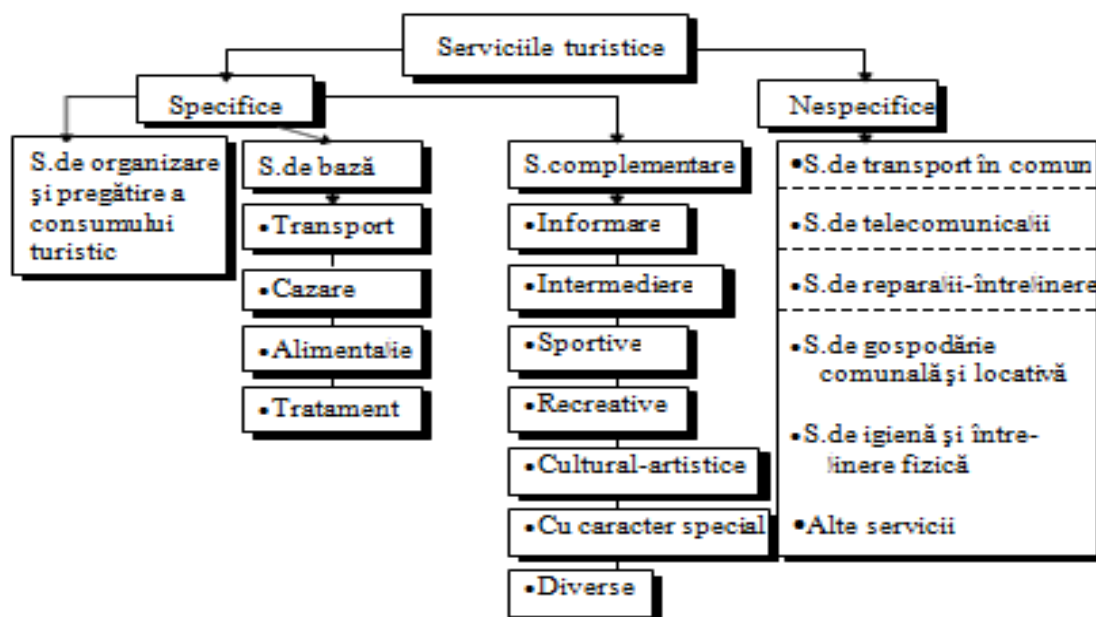 Serviciile turistice
Specifice
Nespecifice
S.de organizare
şi pregătire a
consumului
turistic
S.de bază
•Transport
•Cazare
•Alimentaţie
•Tratament
S.complementare
•Informare
•Intermediere
•Sportive
•Recreative
•Cultural-artistice
•Cu caracter special
•Diverse
•S.de transport în comun
•S.de telecomunicaţii
•S.de reparaţii-întreţinere
•S.de gospodărie
comunală şi locativă
•S.de igienă şi între-
ţinere fizică
•Alte servicii